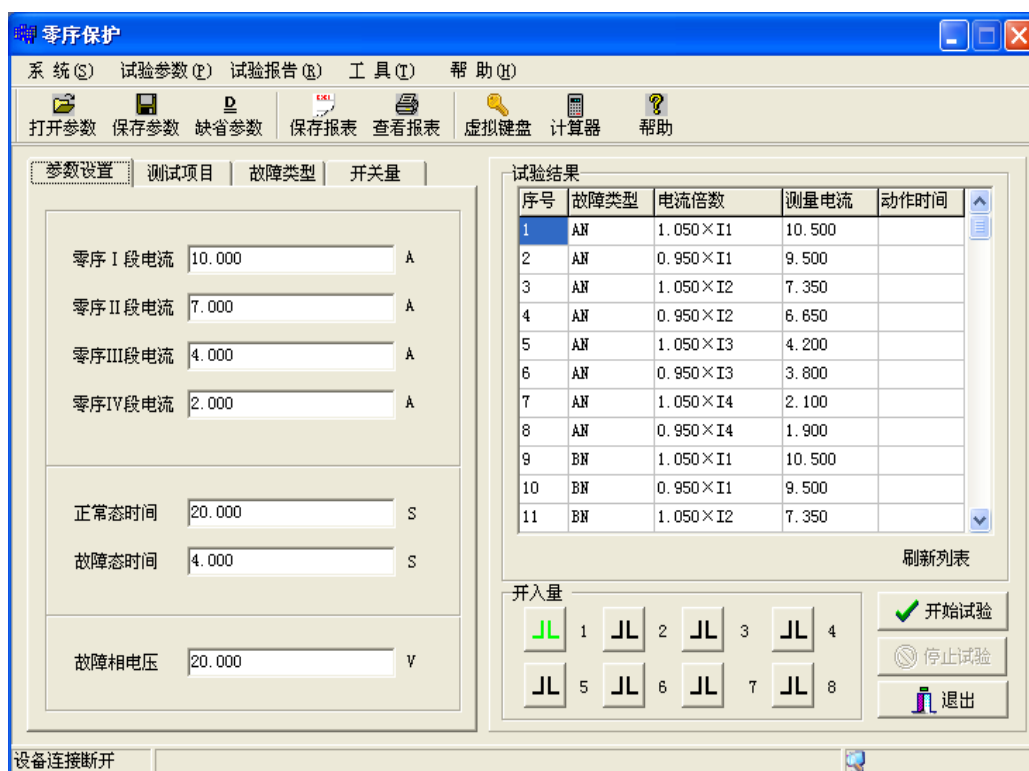 零序保护
系 统(S) 试验参数(P) 试验报告(R) 工 具(T) 帮 助(H)
打开参数 保存参数 缺省参数 保存报表 查看报表 虚拟键盘 计算器 帮助
参数设置 测试项目 故障类型 开关量
零序 I 段电流 10.000 A
零序 II 段电流 7.000 A
零序III段电流 4.000 A
零序IV段电流 2.000 A
正常态时间 20.000 S
故障态时间 4.000 S
故障相电压 20.000 V
试验结果
序号 故障类型 电流倍数 测量电流 动作时间
1 AN 1.050×I1 10.500
2 AN 0.950×I1 9.500
3 AN 1.050×I2 7.350
4 AN 0.950×I2 6.650
5 AN 1.050×I3 4.200
6 AN 0.950×I3 3.800
7 AN 1.050×I4 2.100
8 AN 0.950×I4 1.900
9 BN 1.050×I1 10.500
10 BN 0.950×I1 9.500
11 BN 1.050×I2 7.350
刷新列表
开入量
1 2 3 4
5 6 7 8
开始试验
停止试验
退出
设备连接断开